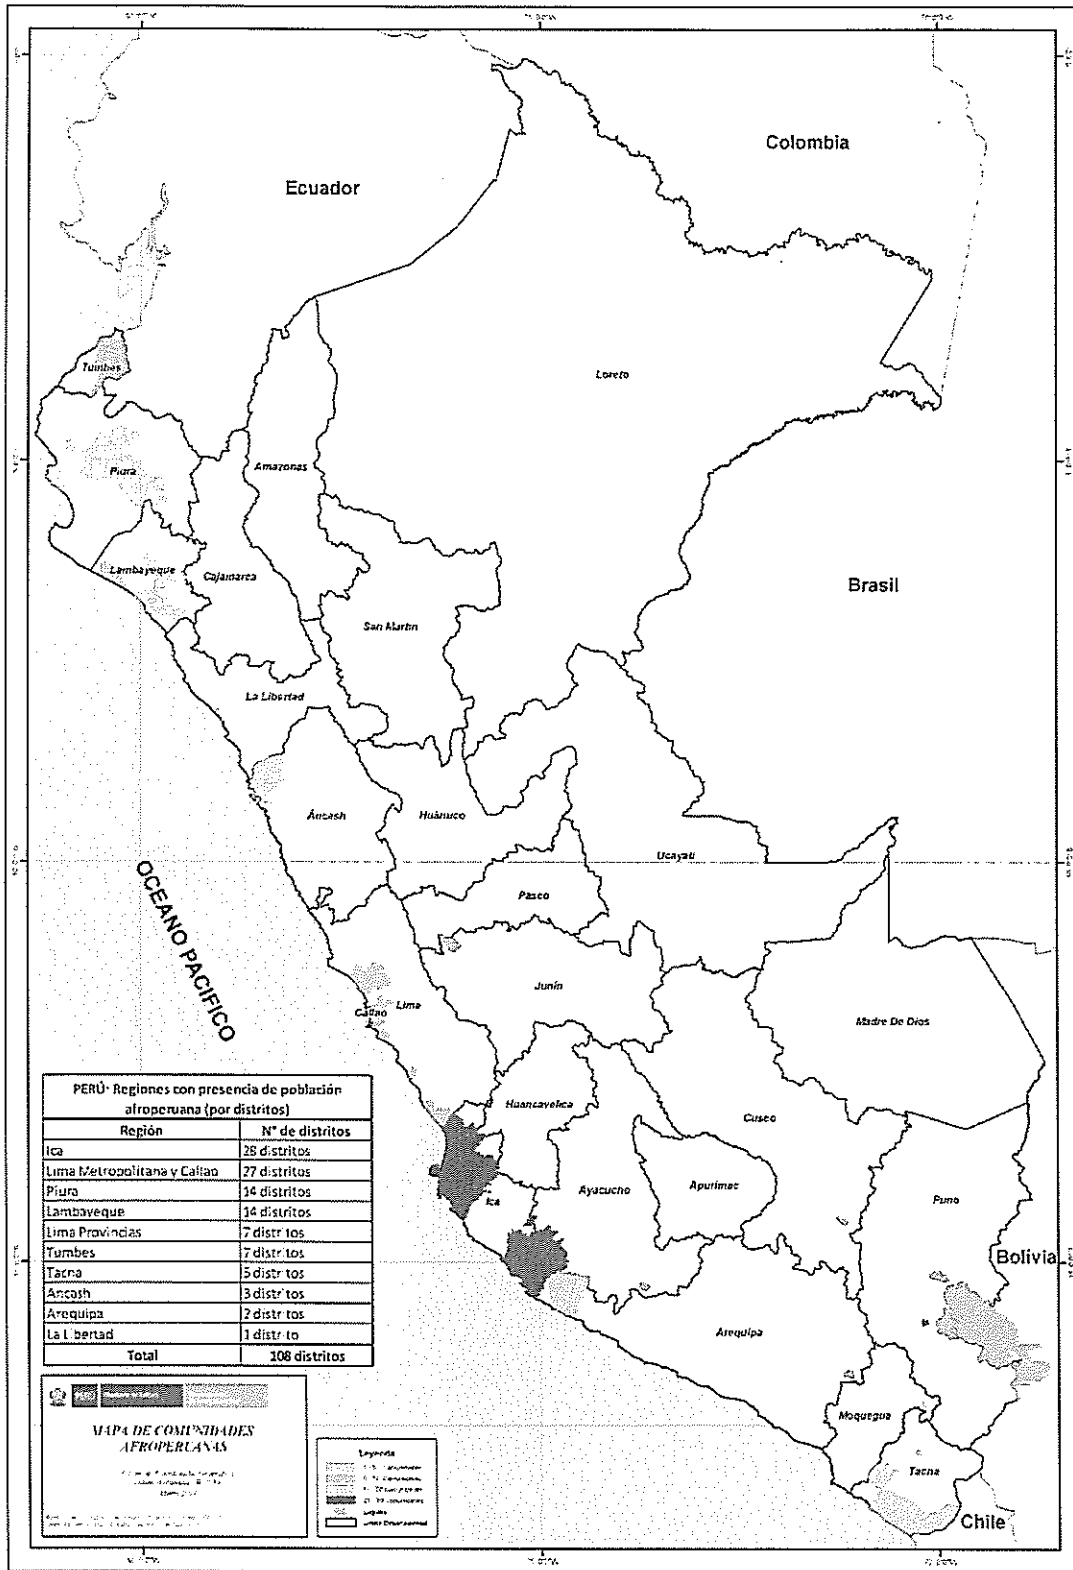 Colombia
Ecuador
Tumbes
Loreto
Piura
Amazonas
Lambayeque
Cajamarca
Brasil
San Martín
La Libertad
Áncash
Huánuco
Ucayali
OCEANO PACIFICO
Pasco
Junín
Lima
Callao
Madre De Dios
Huancavelica
Cusco
Ayacucho
Apurímac
Puno
Ica
Bolivia
Arequipa
Moquegua
Tacna
Chile
PERÚ: Regiones con presencia de población
afroperuana (por distritos)
Región N° de distritos
Ica 28 distritos
Lima Metropolitana y Callao 27 distritos
Piura 14 distritos
Lambayeque 14 distritos
Lima Provincias 7 distritos
Tumbes 7 distritos
Tacna 5 distritos
Ancash 3 distritos
Arequipa 2 distritos
La Libertad 1 distrito
Total 108 distritos
MAPA DE COMUNIDADES
AFROPERUANAS
Leyenda